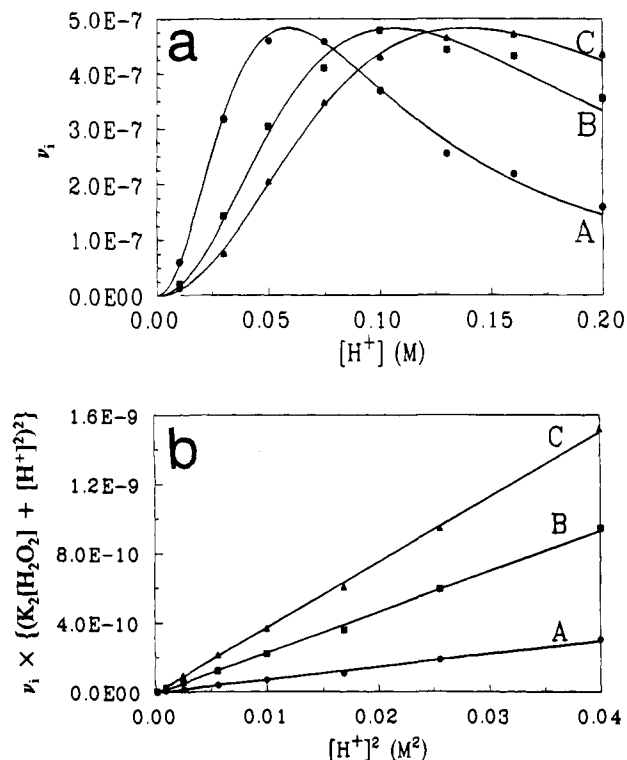 a
5.0E-7
4.0E-7
3.0E-7
2.0E-7
1.0E-7
0.0E00
νi
C
B
A
0.00 0.05 0.10 0.15 0.20
[H+] (M)
b
1.6E-9
1.2E-9
8.0E-10
4.0E-10
0.0E00
νi × {(K2[H2O2] + [H+]2)2}
C
B
A
0.00 0.01 0.02 0.03 0.04
[H+]2 (M2)